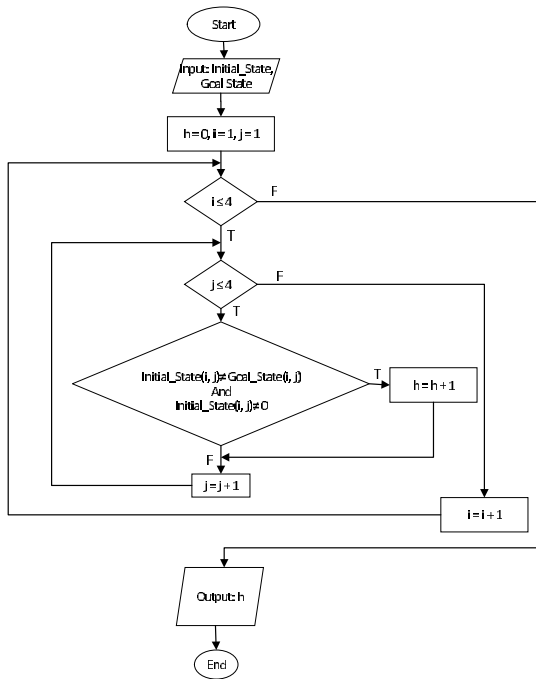 Start
Input: Initial_State,
Goal State
h=0, i=1, j=1
i ≤ 4
F
T
j ≤ 4
F
T
Initial_State(i, j)≠Goal_State(i, j)
And
Initial_State(i, j)≠0
T
h=h+1
F
j=j+1
i=i+1
Output: h
End